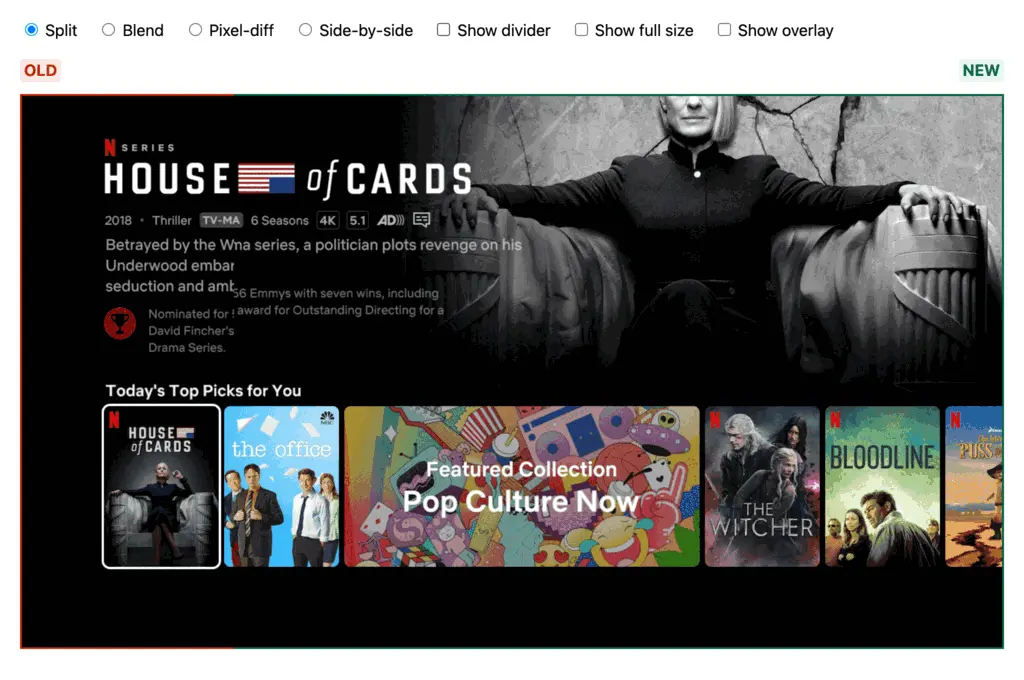 Split Blend Pixel-diff Side-by-side Show divider Show full size Show overlay
OLD NEW
N SERIES
HOUSE of CARDS
2018 • Thriller TV-MA 6 Seasons 4K 5.1 AD
Betrayed by the Wna series, a politician plots revenge on his
Underwood embar
seduction and amb
56 Emmys with seven wins, including
Nominated for
award for Outstanding Directing for a
David Fincher's
Drama Series.
Today's Top Picks for You
N
HOUSE
of CARDS
NBC
the office
Featured Collection
Pop Culture Now
N
THE
WITCHER
N
BLOODLINE
N
PUSS